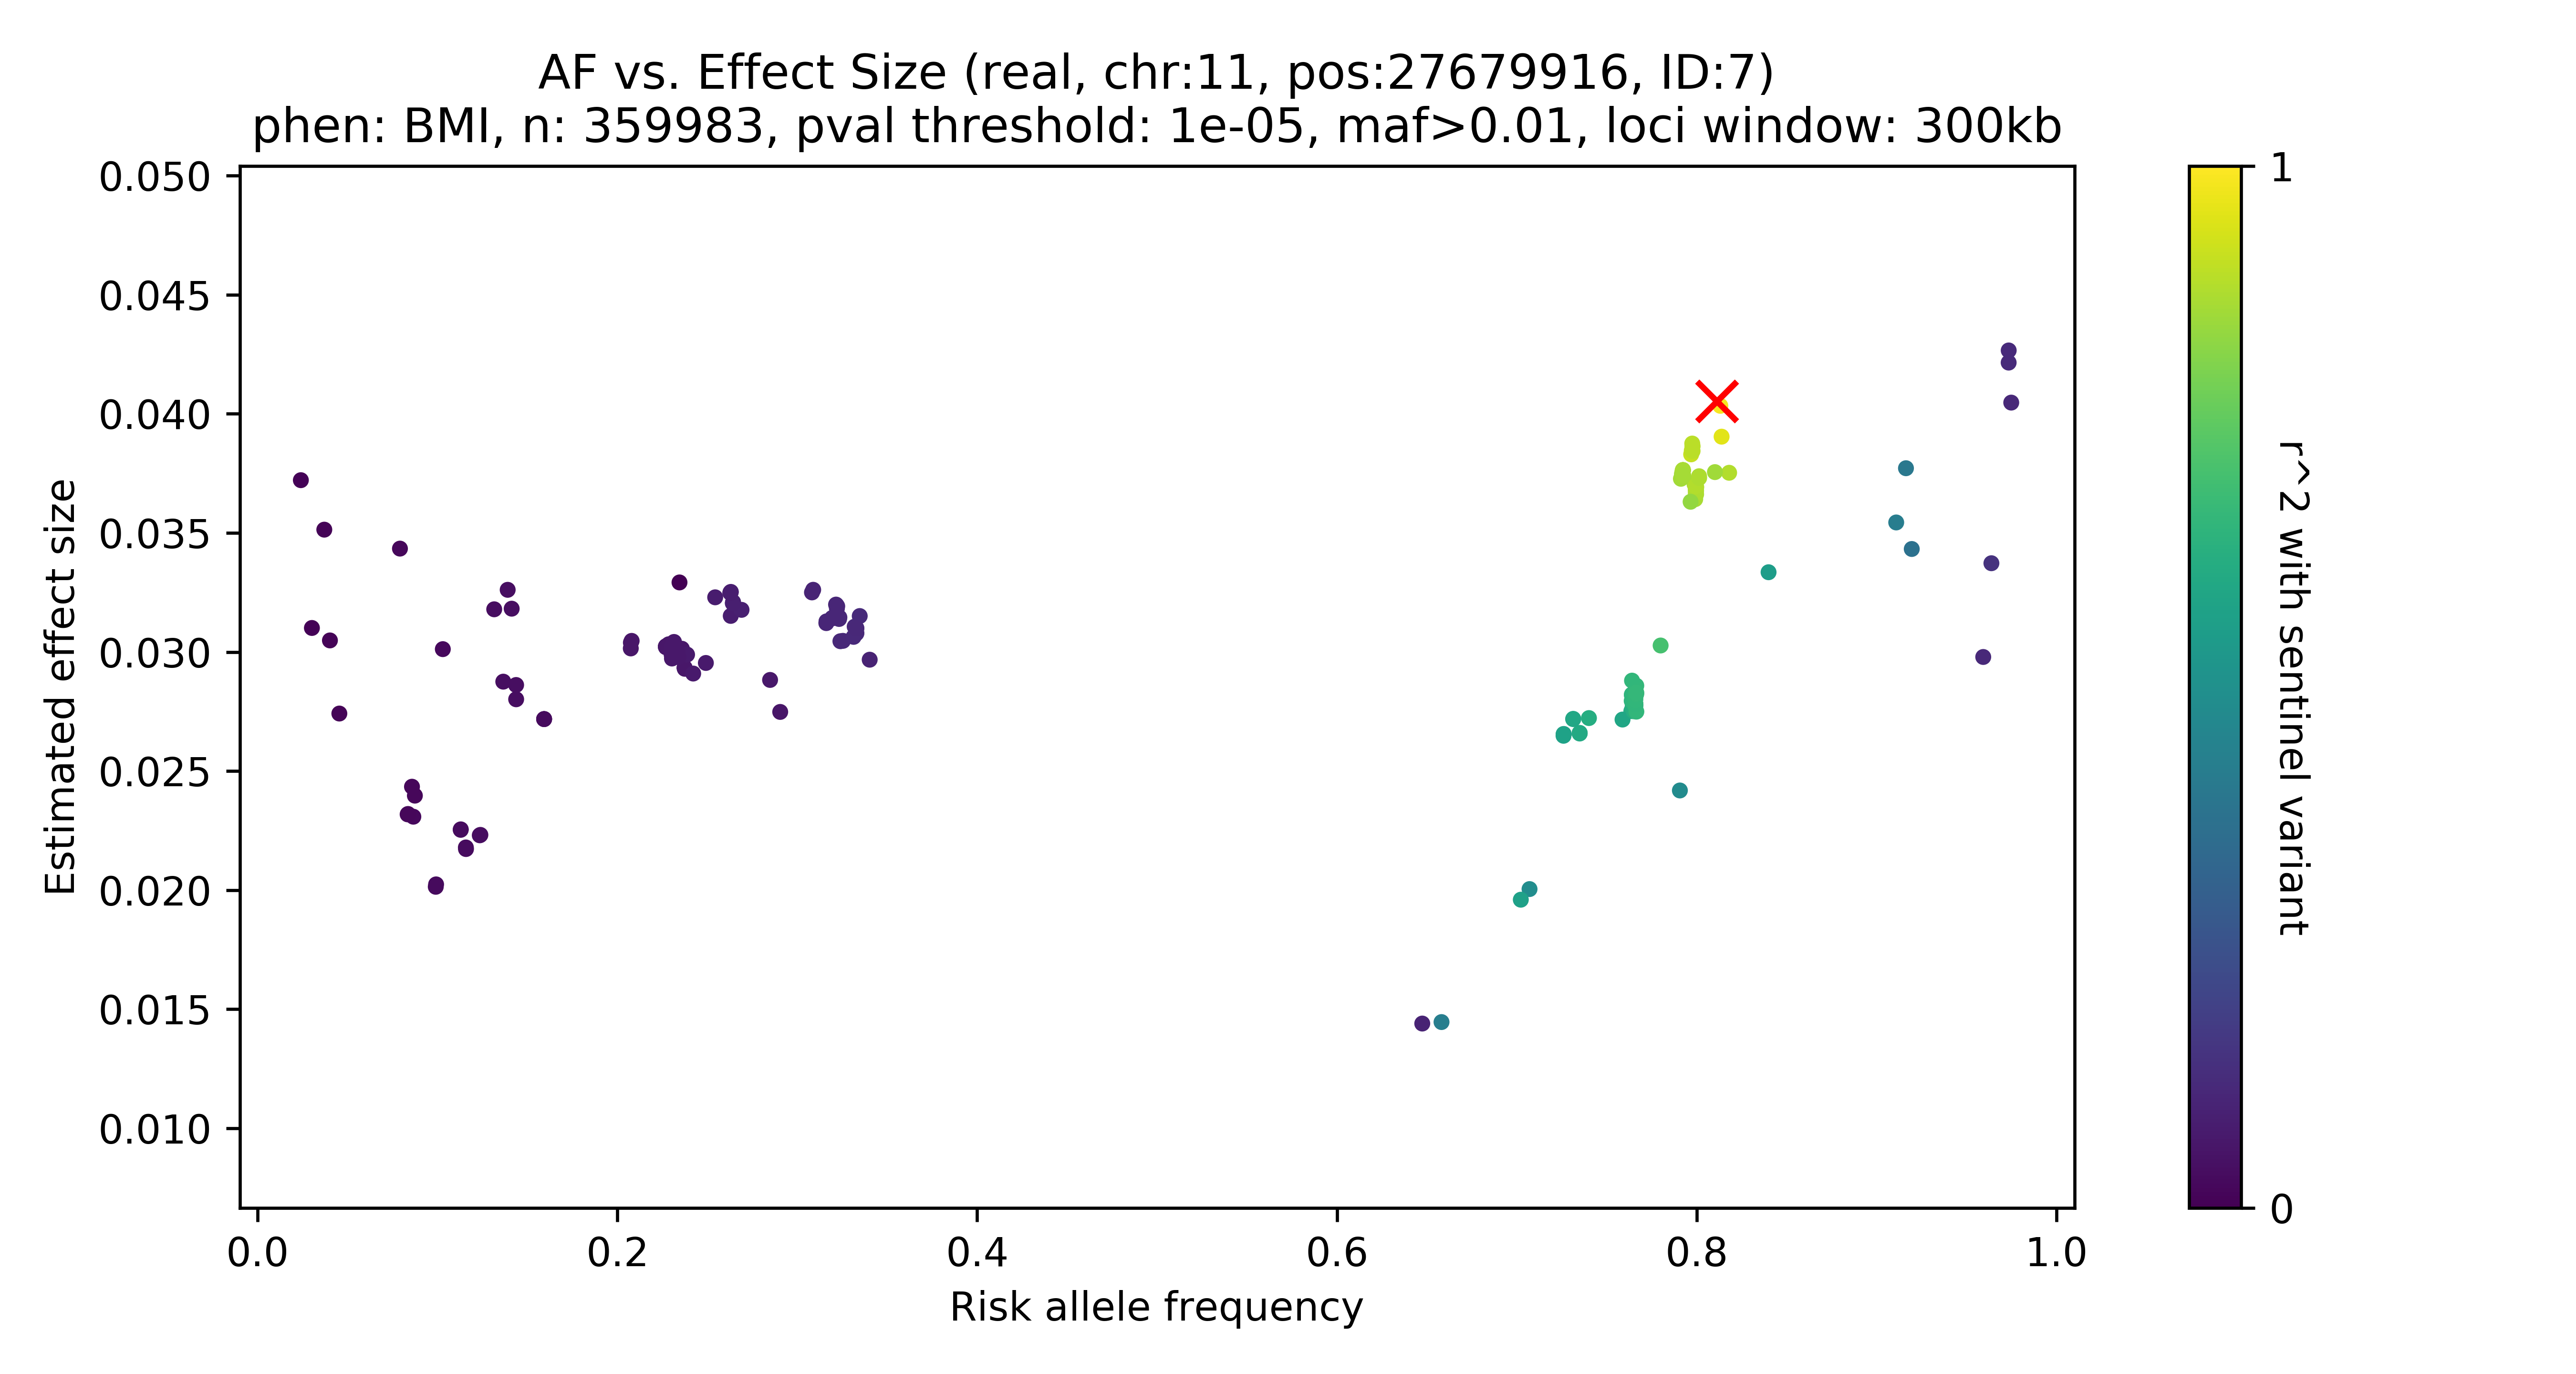 AF vs. Effect Size (real, chr:11, pos:27679916, ID:7)
phen: BMI, n: 359983, pval threshold: 1e-05, maf>0.01, loci window: 300kb
0.050
0.045
0.040
0.035
0.030
0.025
0.020
0.015
0.010
Estimated effect size
0.0 0.2 0.4 0.6 0.8 1.0
Risk allele frequency
1
0
r^2 with sentinel variant